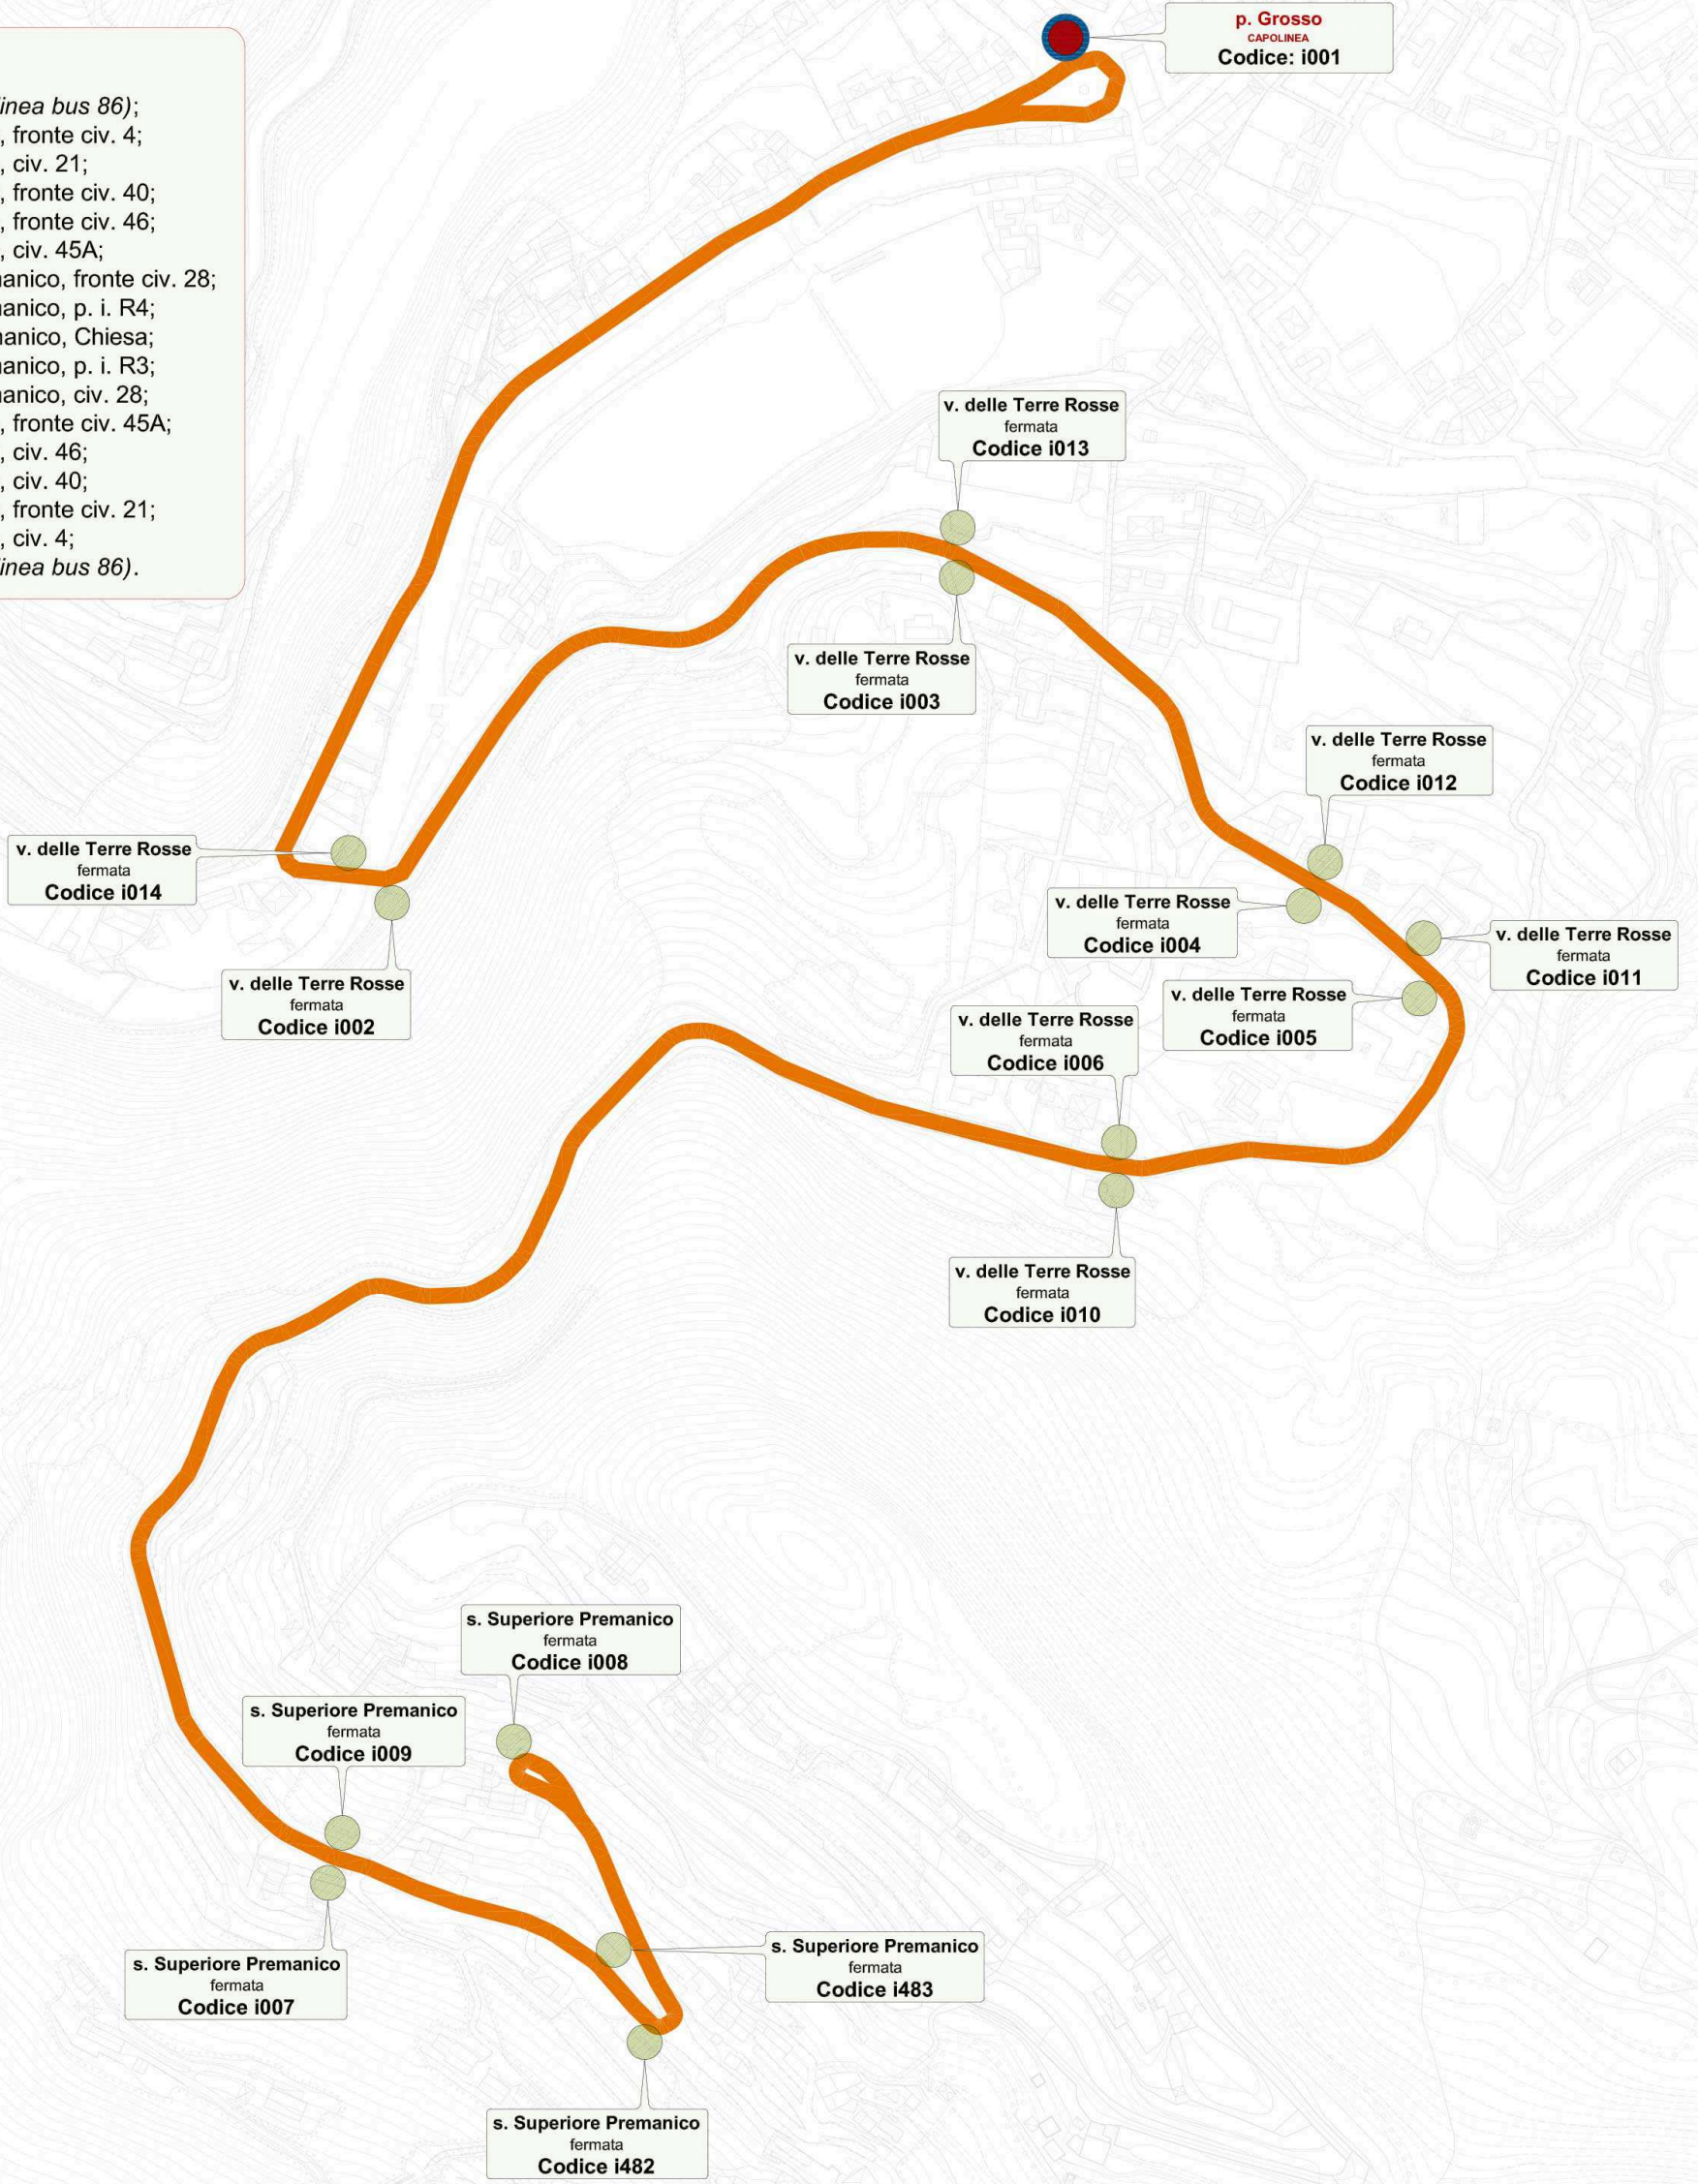 p. Grosso
CAPOLINEA
Codice: i001
linea bus 86);
, fronte civ. 4;
, civ. 21;
, fronte civ. 40;
, fronte civ. 46;
, civ. 45A;
anico, fronte civ. 28;
anico, p. i. R4;
anico, Chiesa;
anico, p. i. R3;
anico, civ. 28;
, fronte civ. 45A;
, civ. 46;
, civ. 40;
, fronte civ. 21;
, civ. 4;
linea bus 86).
v. delle Terre Rosse
fermata
Codice i013
v. delle Terre Rosse
fermata
Codice i003
v. delle Terre Rosse
fermata
Codice i012
v. delle Terre Rosse
fermata
Codice i014
v. delle Terre Rosse
fermata
Codice i004
v. delle Terre Rosse
fermata
Codice i011
v. delle Terre Rosse
fermata
Codice i002
v. delle Terre Rosse
fermata
Codice i005
v. delle Terre Rosse
fermata
Codice i006
v. delle Terre Rosse
fermata
Codice i010
s. Superiore Premanico
fermata
Codice i008
s. Superiore Premanico
fermata
Codice i009
s. Superiore Premanico
fermata
Codice i483
s. Superiore Premanico
fermata
Codice i007
s. Superiore Premanico
fermata
Codice i482